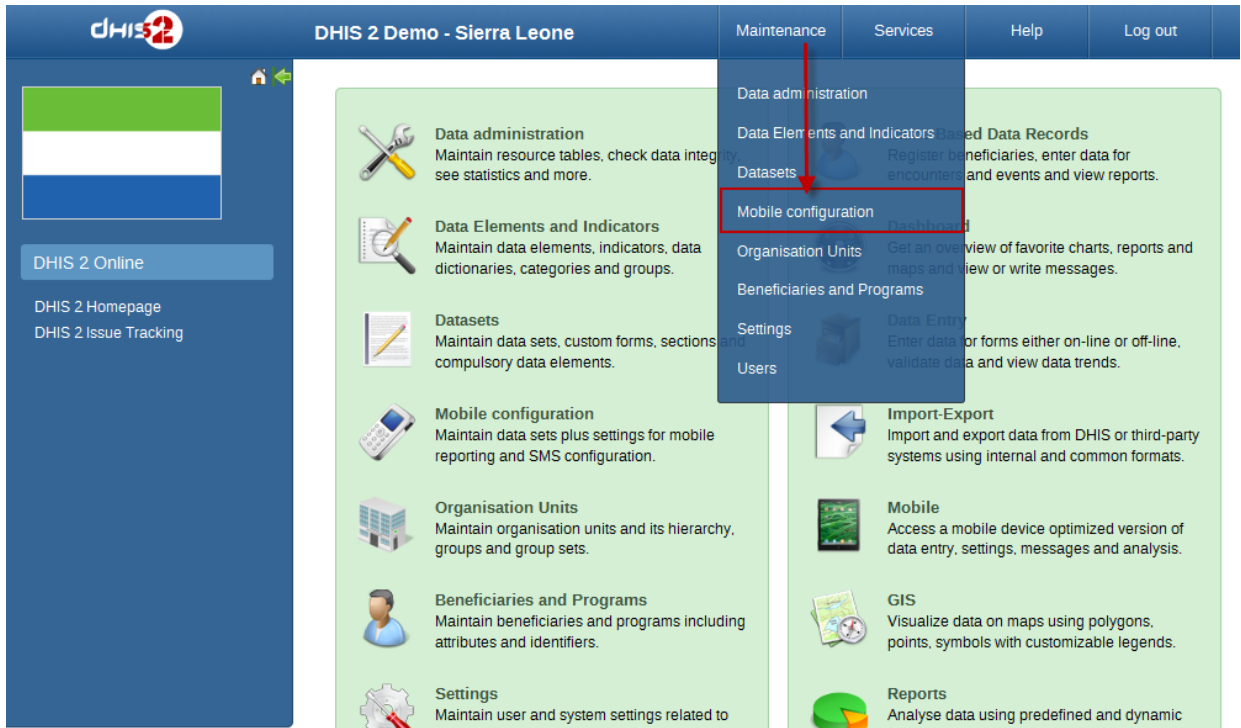 dHIS2
DHIS 2 Demo - Sierra Leone
Maintenance
Services
Help
Log out
DHIS 2 Online
DHIS 2 Homepage
DHIS 2 Issue Tracking
Data administration
Maintain resource tables, check data integrity,
see statistics and more.
Data Elements and Indicators
Maintain data elements, indicators, data
dictionaries, categories and groups.
Datasets
Maintain data sets, custom forms, sections and
compulsory data elements.
Mobile configuration
Maintain data sets plus settings for mobile
reporting and SMS configuration.
Organisation Units
Maintain organisation units and its hierarchy,
groups and group sets.
Beneficiaries and Programs
Maintain beneficiaries and programs including
attributes and identifiers.
Settings
Maintain user and system settings related to
Data administration
Data Elements and Indicators
Datasets
Mobile configuration
Organisation Units
Beneficiaries and Programs
Settings
Users
Based Data Records
Register beneficiaries, enter data for
encounters and events and view reports.
Dashboard
Get an overview of favorite charts, reports and
maps and view or write messages.
Data Entry
Enter data for forms either on-line or off-line,
validate data and view data trends.
Import-Export
Import and export data from DHIS or third-party
systems using internal and common formats.
Mobile
Access a mobile device optimized version of
data entry, settings, messages and analysis.
GIS
Visualize data on maps using polygons,
points, symbols with customizable legends.
Reports
Analyse data using predefined and dynamic